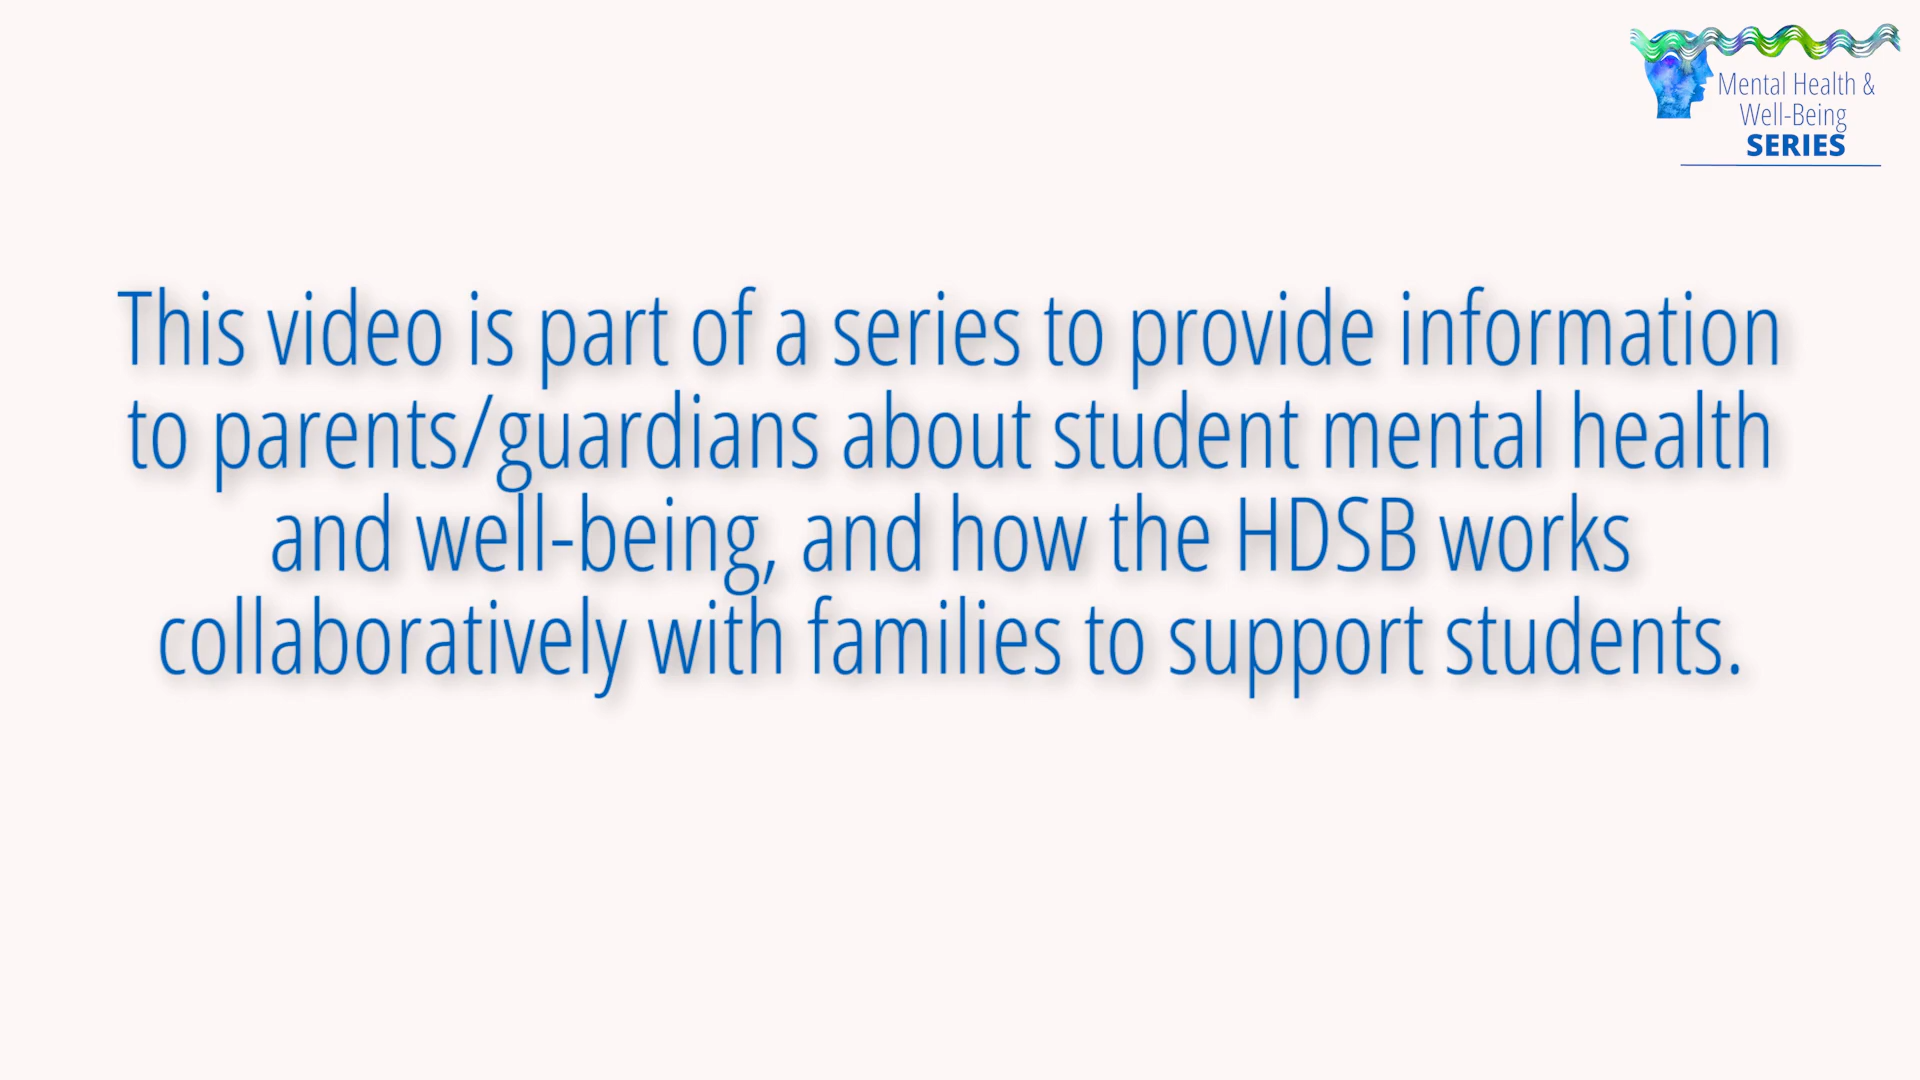 Mental Health &
Well-Being
SERIES
This video is part of a series to provide information
to parents/guardians about student mental health
and well-being, and how the HDSB works
collaboratively with families to support students.